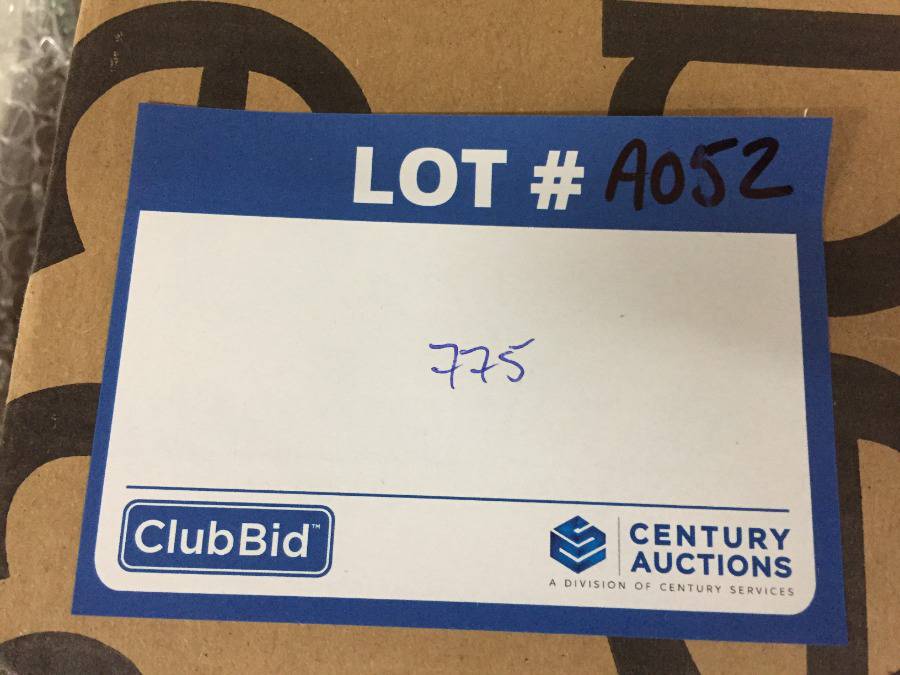 LOT # A052
775
ClubBid™
CENTURY
AUCTIONS
A DIVISION OF CENTURY SERVICES